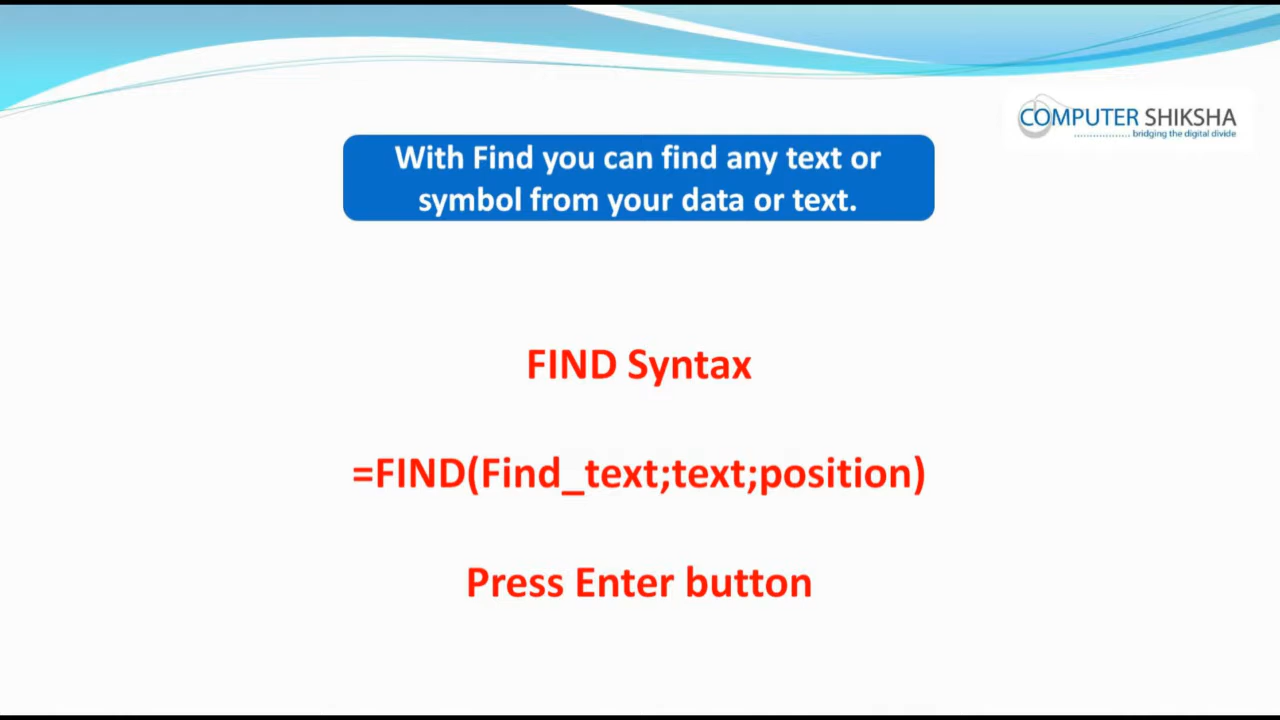 COMPUTER SHIKSHA
bridging the digital divide
With Find you can find any text or
symbol from your data or text.
FIND Syntax
=FIND(Find_text;text;position)
Press Enter button